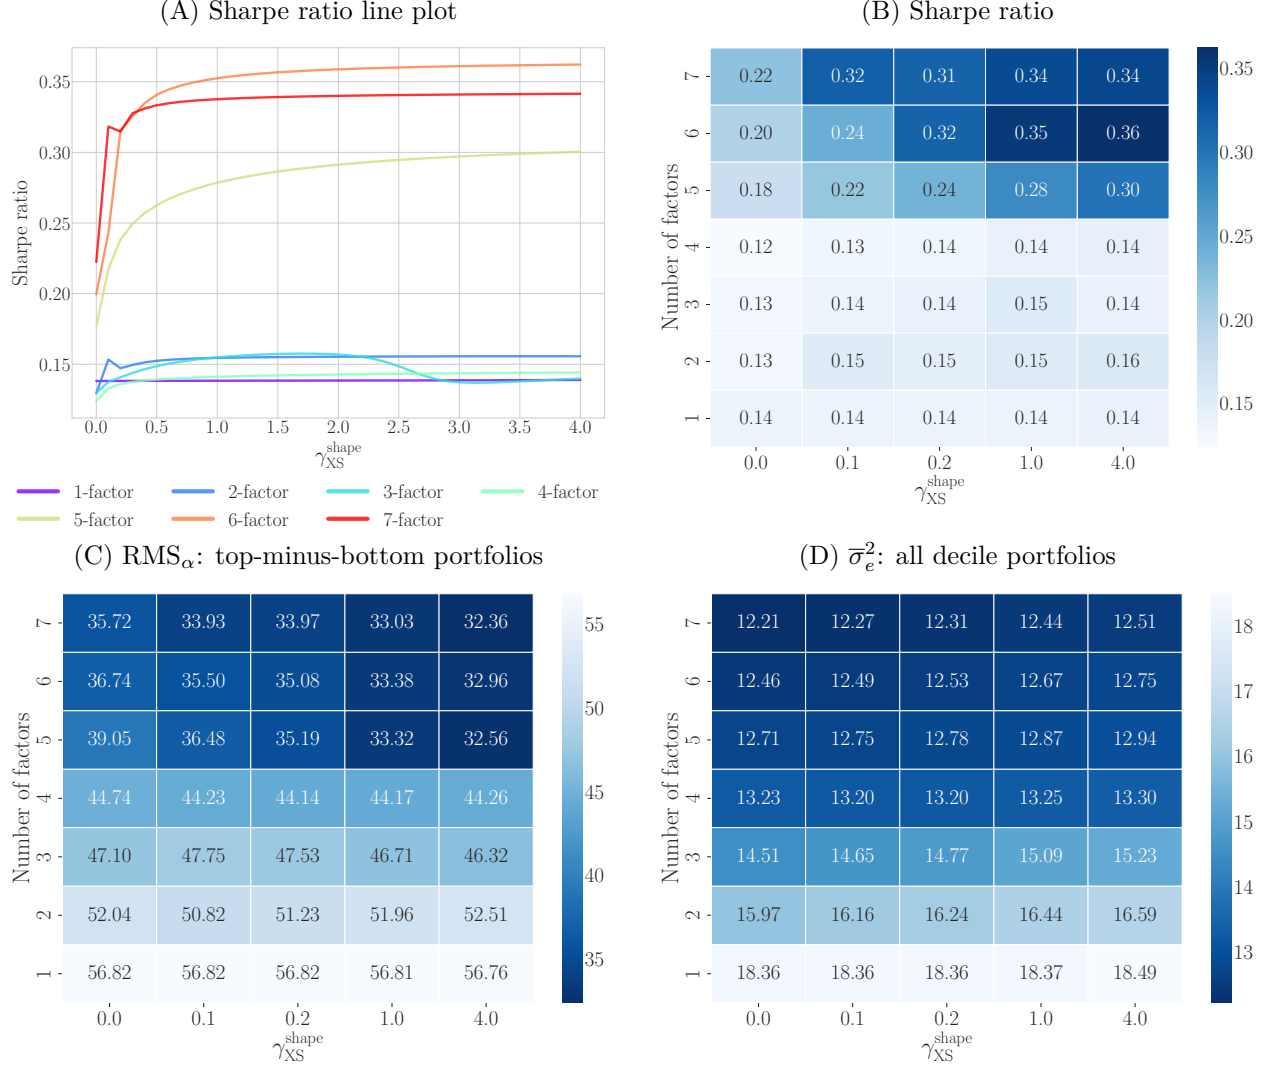 (A) Sharpe ratio line plot
Sharpe ratio
0.35
0.30
0.25
0.20
0.15
0.0 0.5 1.0 1.5 2.0 2.5 3.0 3.5 4.0
γ_XS^shape
1-factor 2-factor 3-factor 4-factor
5-factor 6-factor 7-factor
(B) Sharpe ratio
Number of factors
7 0.22 0.32 0.31 0.34 0.34
6 0.20 0.24 0.32 0.35 0.36
5 0.18 0.22 0.24 0.28 0.30
4 0.12 0.13 0.14 0.14 0.14
3 0.13 0.14 0.14 0.15 0.14
2 0.13 0.15 0.15 0.15 0.16
1 0.14 0.14 0.14 0.14 0.14
0.0 0.1 0.2 1.0 4.0
γ_XS^shape
0.35
0.30
0.25
0.20
0.15
(C) RMS_α: top-minus-bottom portfolios
Number of factors
7 35.72 33.93 33.97 33.03 32.36
6 36.74 35.50 35.08 33.38 32.96
5 39.05 36.48 35.19 33.32 32.56
4 44.74 44.23 44.14 44.17 44.26
3 47.10 47.75 47.53 46.71 46.32
2 52.04 50.82 51.23 51.96 52.51
1 56.82 56.82 56.82 56.81 56.76
0.0 0.1 0.2 1.0 4.0
γ_XS^shape
55
50
45
40
35
(D) σ̅_e^2: all decile portfolios
Number of factors
7 12.21 12.27 12.31 12.44 12.51
6 12.46 12.49 12.53 12.67 12.75
5 12.71 12.75 12.78 12.87 12.94
4 13.23 13.20 13.20 13.25 13.30
3 14.51 14.65 14.77 15.09 15.23
2 15.97 16.16 16.24 16.44 16.59
1 18.36 18.36 18.36 18.37 18.49
0.0 0.1 0.2 1.0 4.0
γ_XS^shape
18
17
16
15
14
13